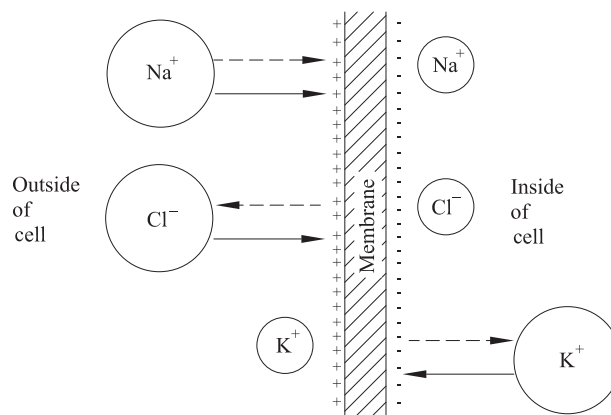 Na+
Na+
Outside
of
cell
Cl−
Membrane
Cl−
Inside
of
cell
K+
K+